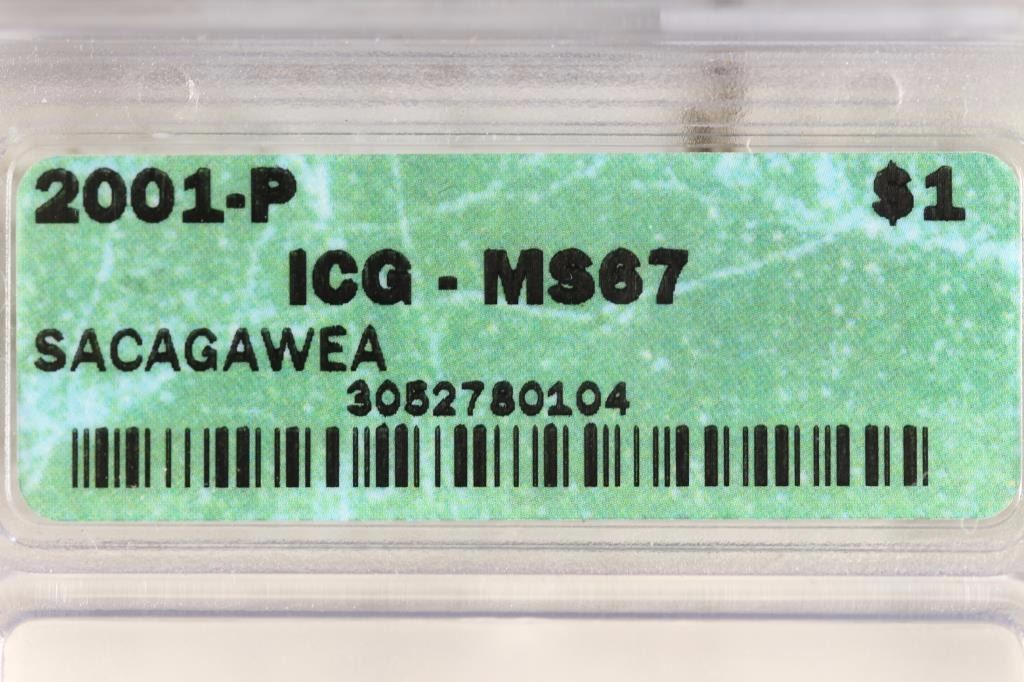 2001-P $1
ICG - MS67
SACAGAWEA
3052780104